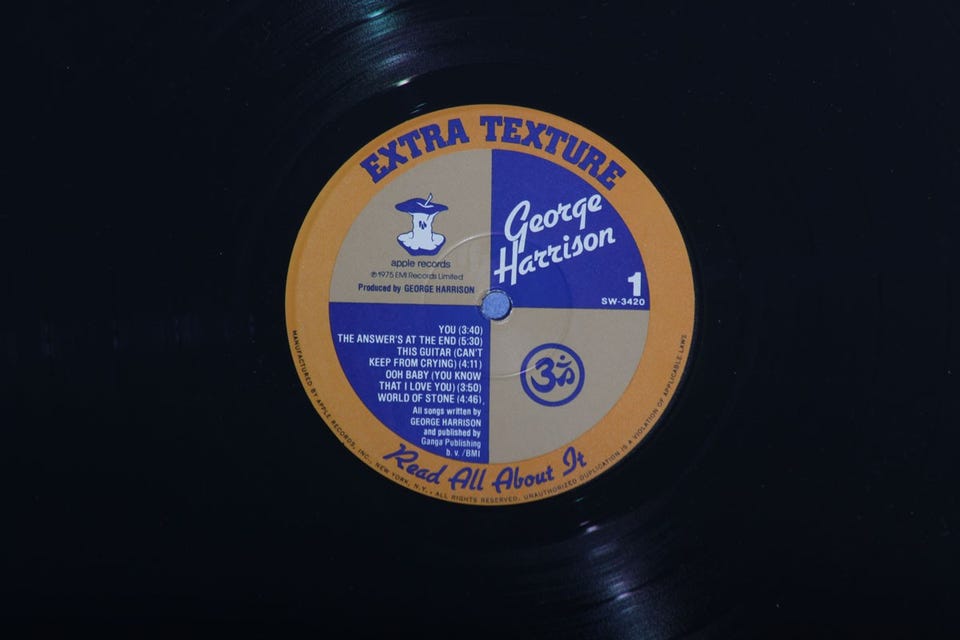 EXTRA TEXTURE
apple records
℗1975 EMI Records Limited
Produced by GEORGE HARRISON
George
Harrison
1
SW-3420
YOU (3:40)
THE ANSWER'S AT THE END (5:30)
THIS GUITAR (CAN'T
KEEP FROM CRYING) (4:11)
OOH BABY (YOU KNOW
THAT I LOVE YOU) (3:50)
WORLD OF STONE (4:46)
All songs written by
GEORGE HARRISON
and published by
Ganga Publishing
b. v. /BMI
ॐ
Read All About It
MANUFACTURED BY APPLE RECORDS, INC., NEW YORK, N.Y. • ALL RIGHTS RESERVED. UNAUTHORIZED DUPLICATION IS A VIOLATION OF APPLICABLE LAWS